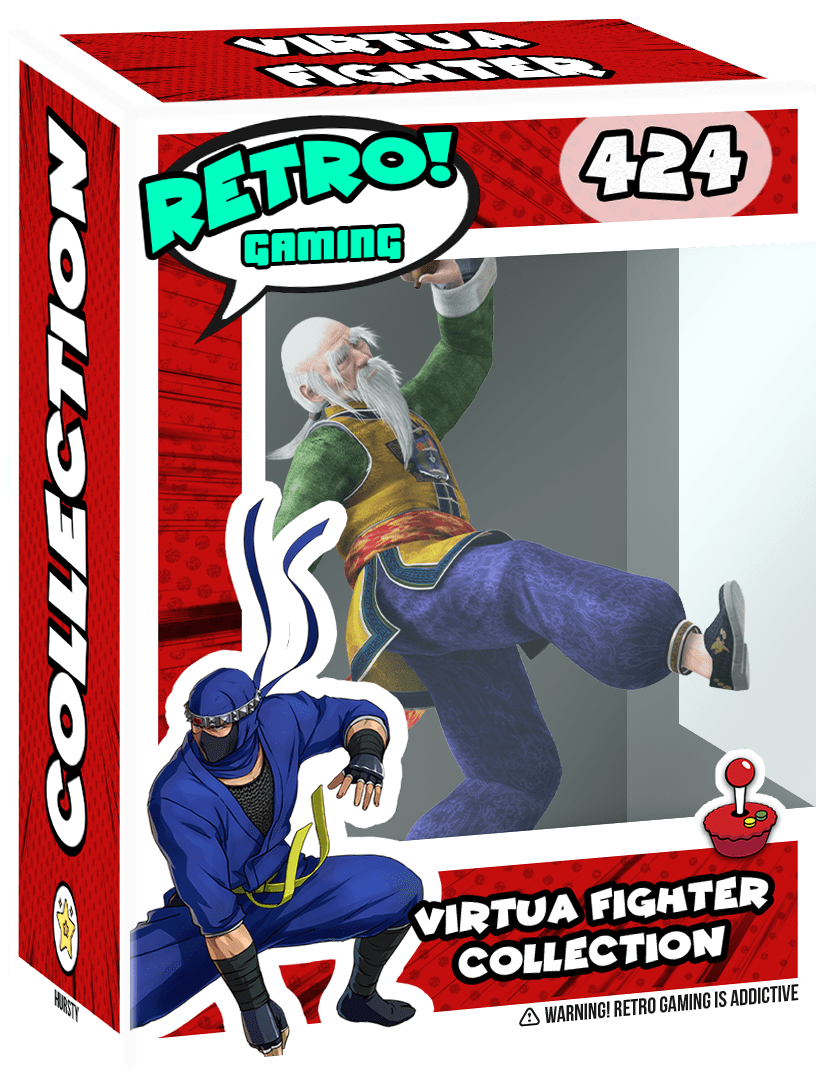 VIRTUA
FIGHTER
RETRO!
GAMING
424
COLLECTION
VIRTUA FIGHTER
COLLECTION
HURSTY
WARNING! RETRO GAMING IS ADDICTIVE